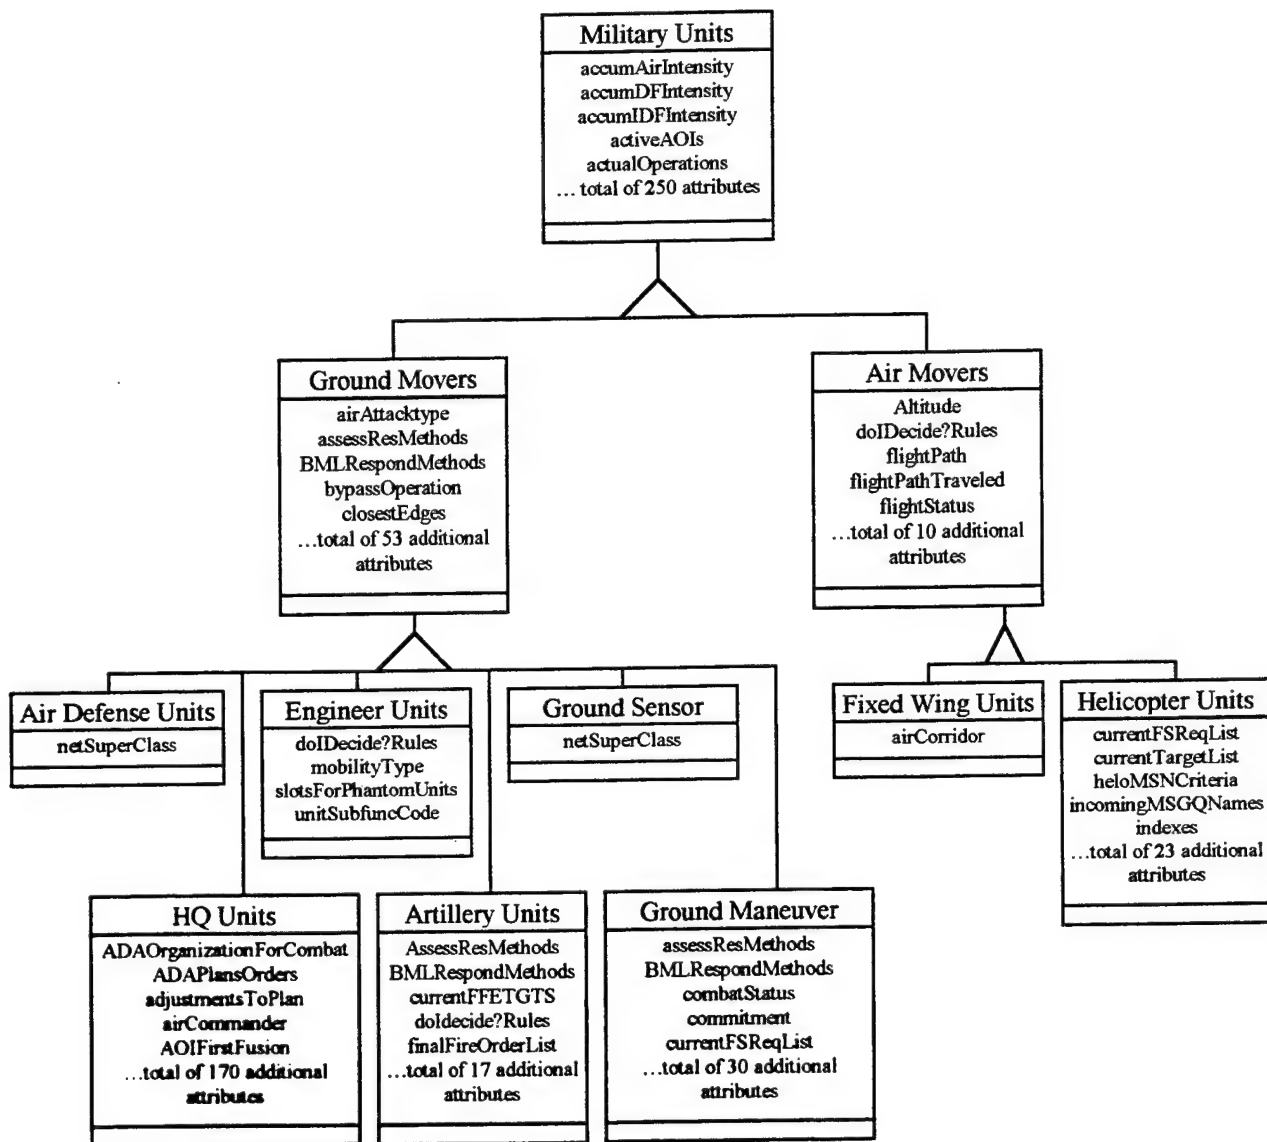 Military Units
accumAirIntensity
accumDFIntensity
accumIDFIntensity
activeAOIs
actualOperations
... total of 250 attributes
Ground Movers
airAttacktype
assessResMethods
BMLRespondMethods
bypassOperation
closestEdges
...total of 53 additional
attributes
Air Movers
Altitude
doIDecide?Rules
flightPath
flightPathTraveled
flightStatus
...total of 10 additional
attributes
Air Defense Units
netSuperClass
Engineer Units
doIDecide?Rules
mobilityType
slotsForPhantomUnits
unitSubfuncCode
Ground Sensor
netSuperClass
Fixed Wing Units
airCorridor
Helicopter Units
currentFSReqList
currentTargetList
heloMSNCriteria
incomingMSGQNames
indexes
...total of 23 additional
attributes
HQ Units
ADAOrganizationForCombat
ADAPlansOrders
adjustmentsToPlan
airCommander
AOIFirstFusion
...total of 170 additional
attributes
Artillery Units
AssessResMethods
BMLRespondMethods
currentFFETGTS
doIdecide?Rules
finalFireOrderList
...total of 17 additional
attributes
Ground Maneuver
assessResMethods
BMLRespondMethods
combatStatus
commitment
currentFSReqList
...total of 30 additional
attributes